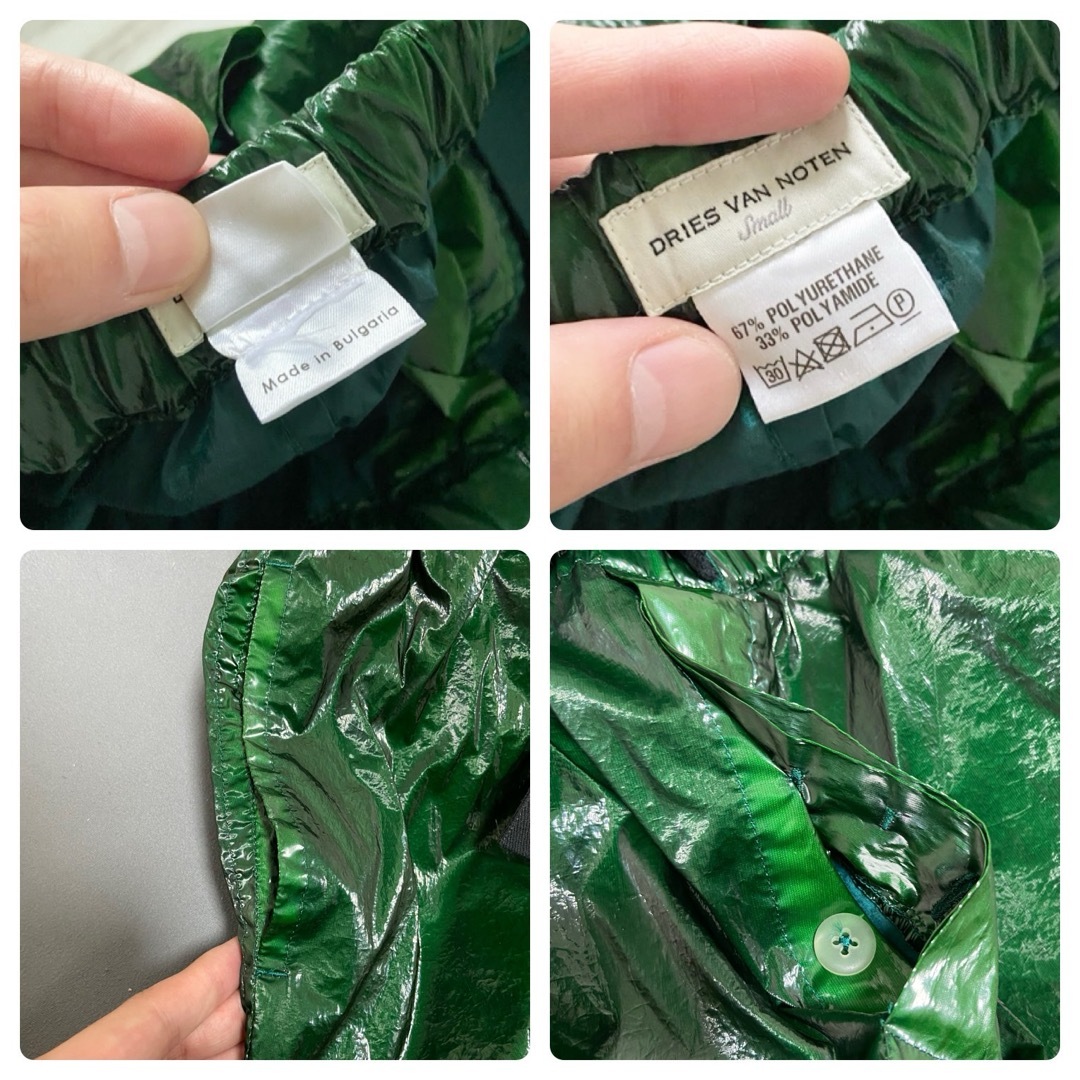 Made in Bulgaria
DRIES VAN NOTEN
Small
67% POLYURETHANE
33% POLYAMIDE
30 P